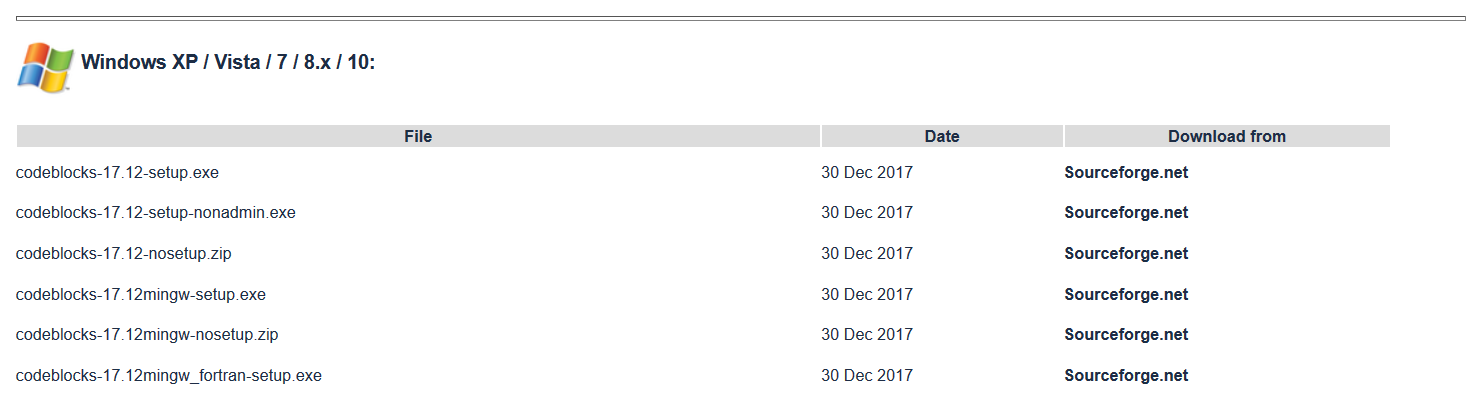 Windows XP / Vista / 7 / 8.x / 10:
File Date Download from
codeblocks-17.12-setup.exe 30 Dec 2017 Sourceforge.net
codeblocks-17.12-setup-nonadmin.exe 30 Dec 2017 Sourceforge.net
codeblocks-17.12-nosetup.zip 30 Dec 2017 Sourceforge.net
codeblocks-17.12mingw-setup.exe 30 Dec 2017 Sourceforge.net
codeblocks-17.12mingw-nosetup.zip 30 Dec 2017 Sourceforge.net
codeblocks-17.12mingw_fortran-setup.exe 30 Dec 2017 Sourceforge.net